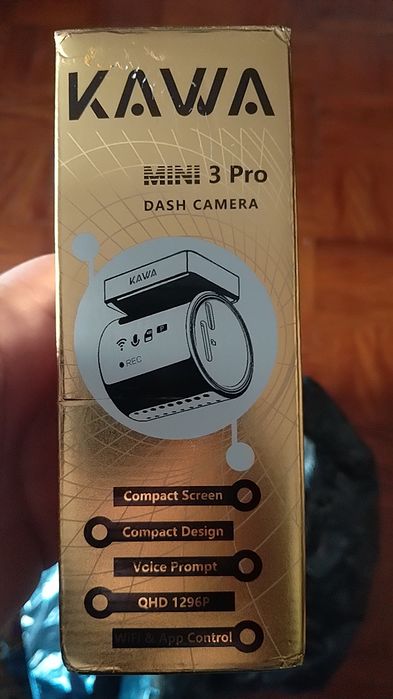 KAWA
MINI 3 Pro
DASH CAMERA
KAWA
P
REC
Compact Screen
Compact Design
Voice Prompt
QHD 1296P
WiFi & App Control